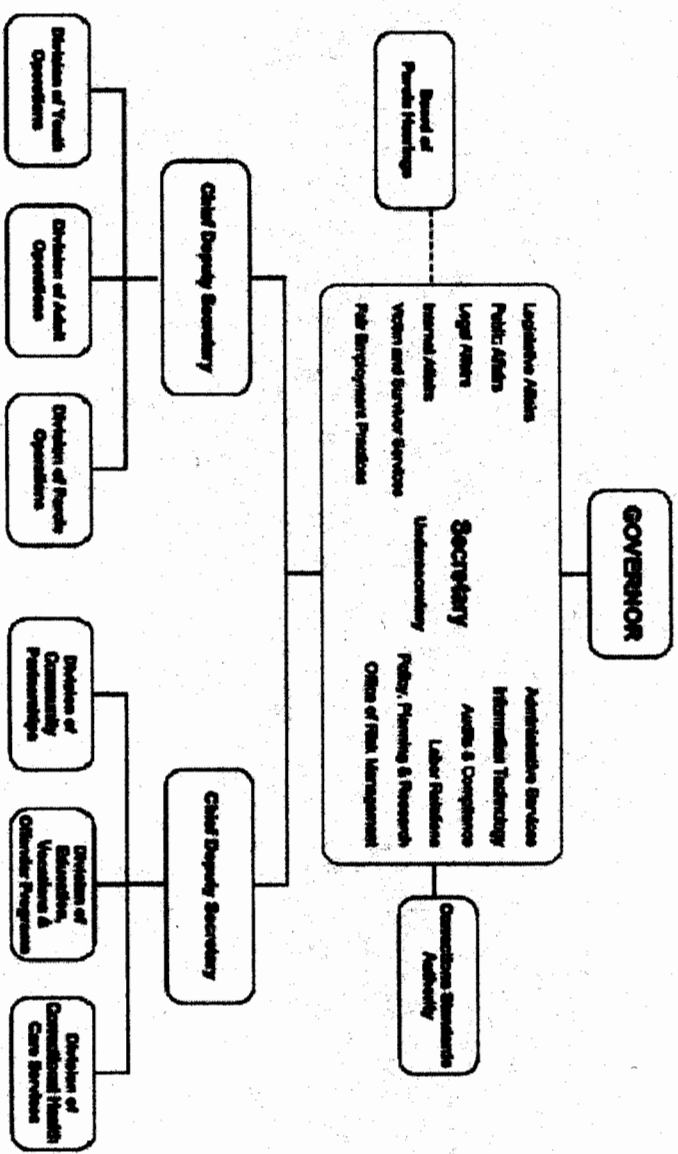 GOVERNOR
Legislative Affairs
Public Affairs
Legal Affairs
Internal Affairs
Victim and Survivor Services
Fair Employment Practices
Secretary
Undersecretary
Administrative Services
Information Technology
Audits & Compliance
Labor Relations
Policy, Planning & Research
Office of Risk Management
Board of
Parole Hearings
Corrections Standards
Authority
Chief Deputy Secretary
Chief Deputy Secretary
Division of Youth
Operations
Division of Adult
Operations
Division of Parole
Operations
Division of
Community
Partnerships
Division of
Education,
Vocations &
Offender Programs
Division of
Correctional Health
Care Services